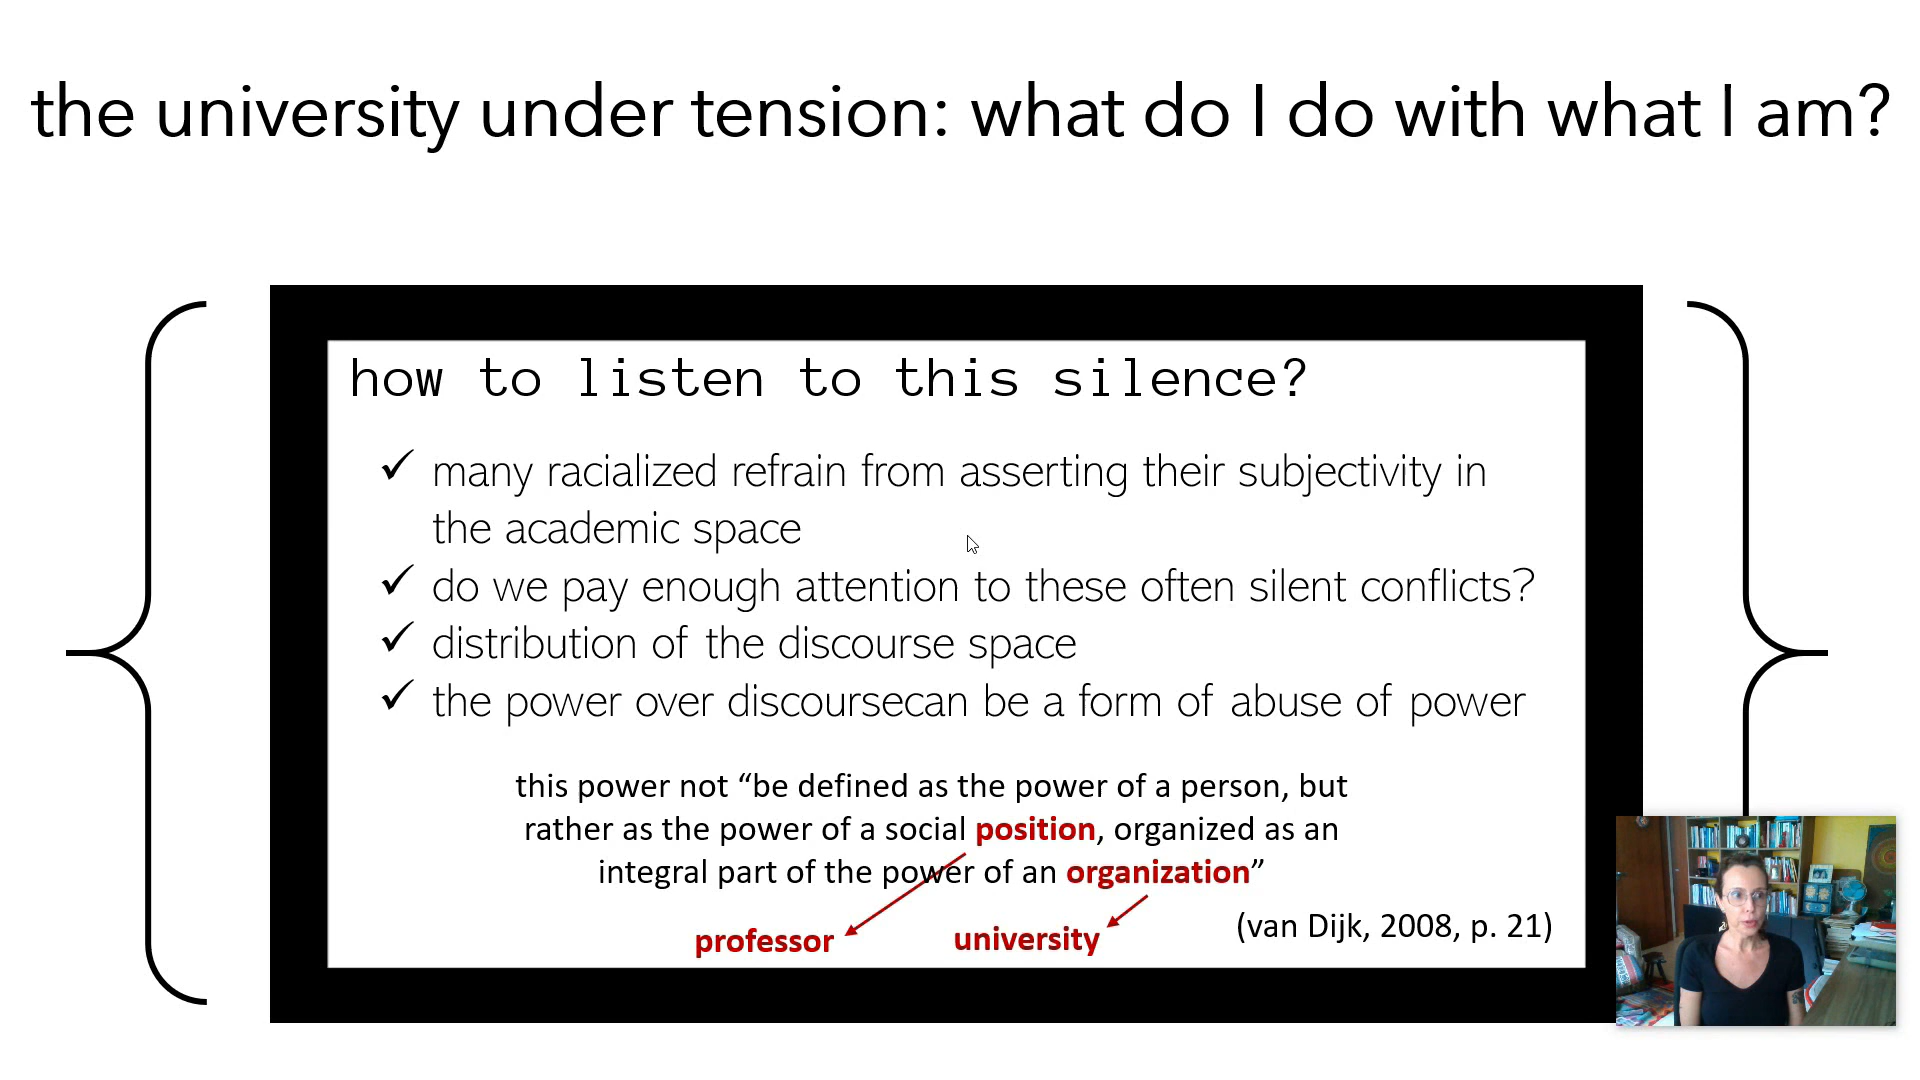 the university under tension: what do I do with what I am?
how to listen to this silence?
✓ many racialized refrain from asserting their subjectivity in
the academic space
✓ do we pay enough attention to these often silent conflicts?
✓ distribution of the discourse space
✓ the power over discoursecan be a form of abuse of power
this power not “be defined as the power of a person, but
rather as the power of a social position, organized as an
integral part of the power of an organization”
professor
university
(van Dijk, 2008, p. 21)